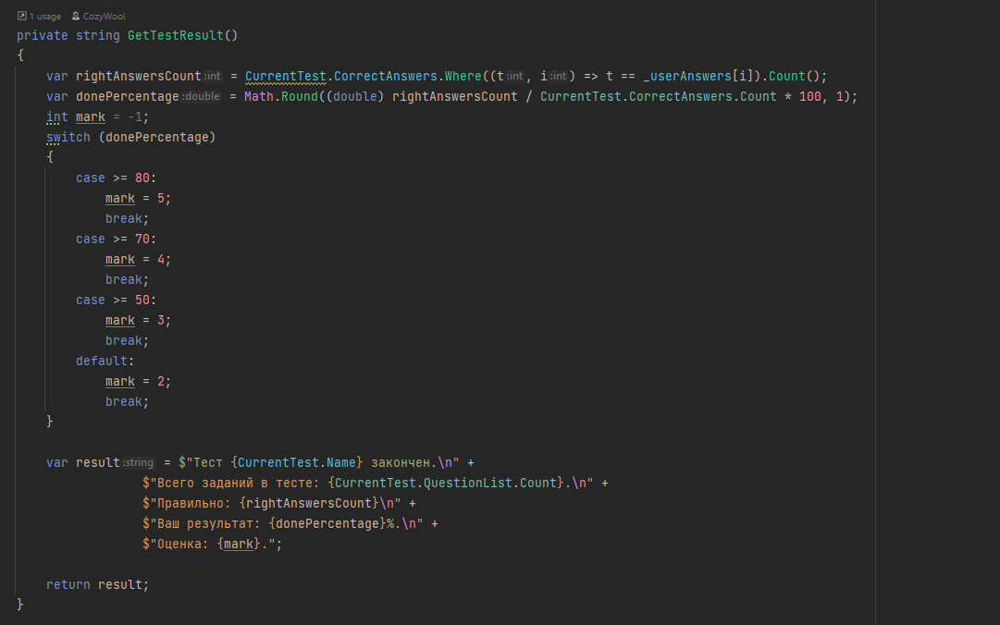 1 usage CozyWool
private string GetTestResult()
{
var rightAnswersCount :int = CurrentTest.CorrectAnswers.Where((t :int, i :int) => t == _userAnswers[i]).Count();
var donePercentage :double = Math.Round((double) rightAnswersCount / CurrentTest.CorrectAnswers.Count * 100, 1);
int mark = -1;
switch (donePercentage)
{
case >= 80:
mark = 5;
break;
case >= 70:
mark = 4;
break;
case >= 50:
mark = 3;
break;
default:
mark = 2;
break;
}
var result :string = $"Тест {CurrentTest.Name} закончен.\n" +
$"Всего заданий в тесте: {CurrentTest.QuestionList.Count}.\n" +
$"Правильно: {rightAnswersCount}\n" +
$"Ваш результат: {donePercentage}%.\n" +
$"Оценка: {mark}.";
return result;
}